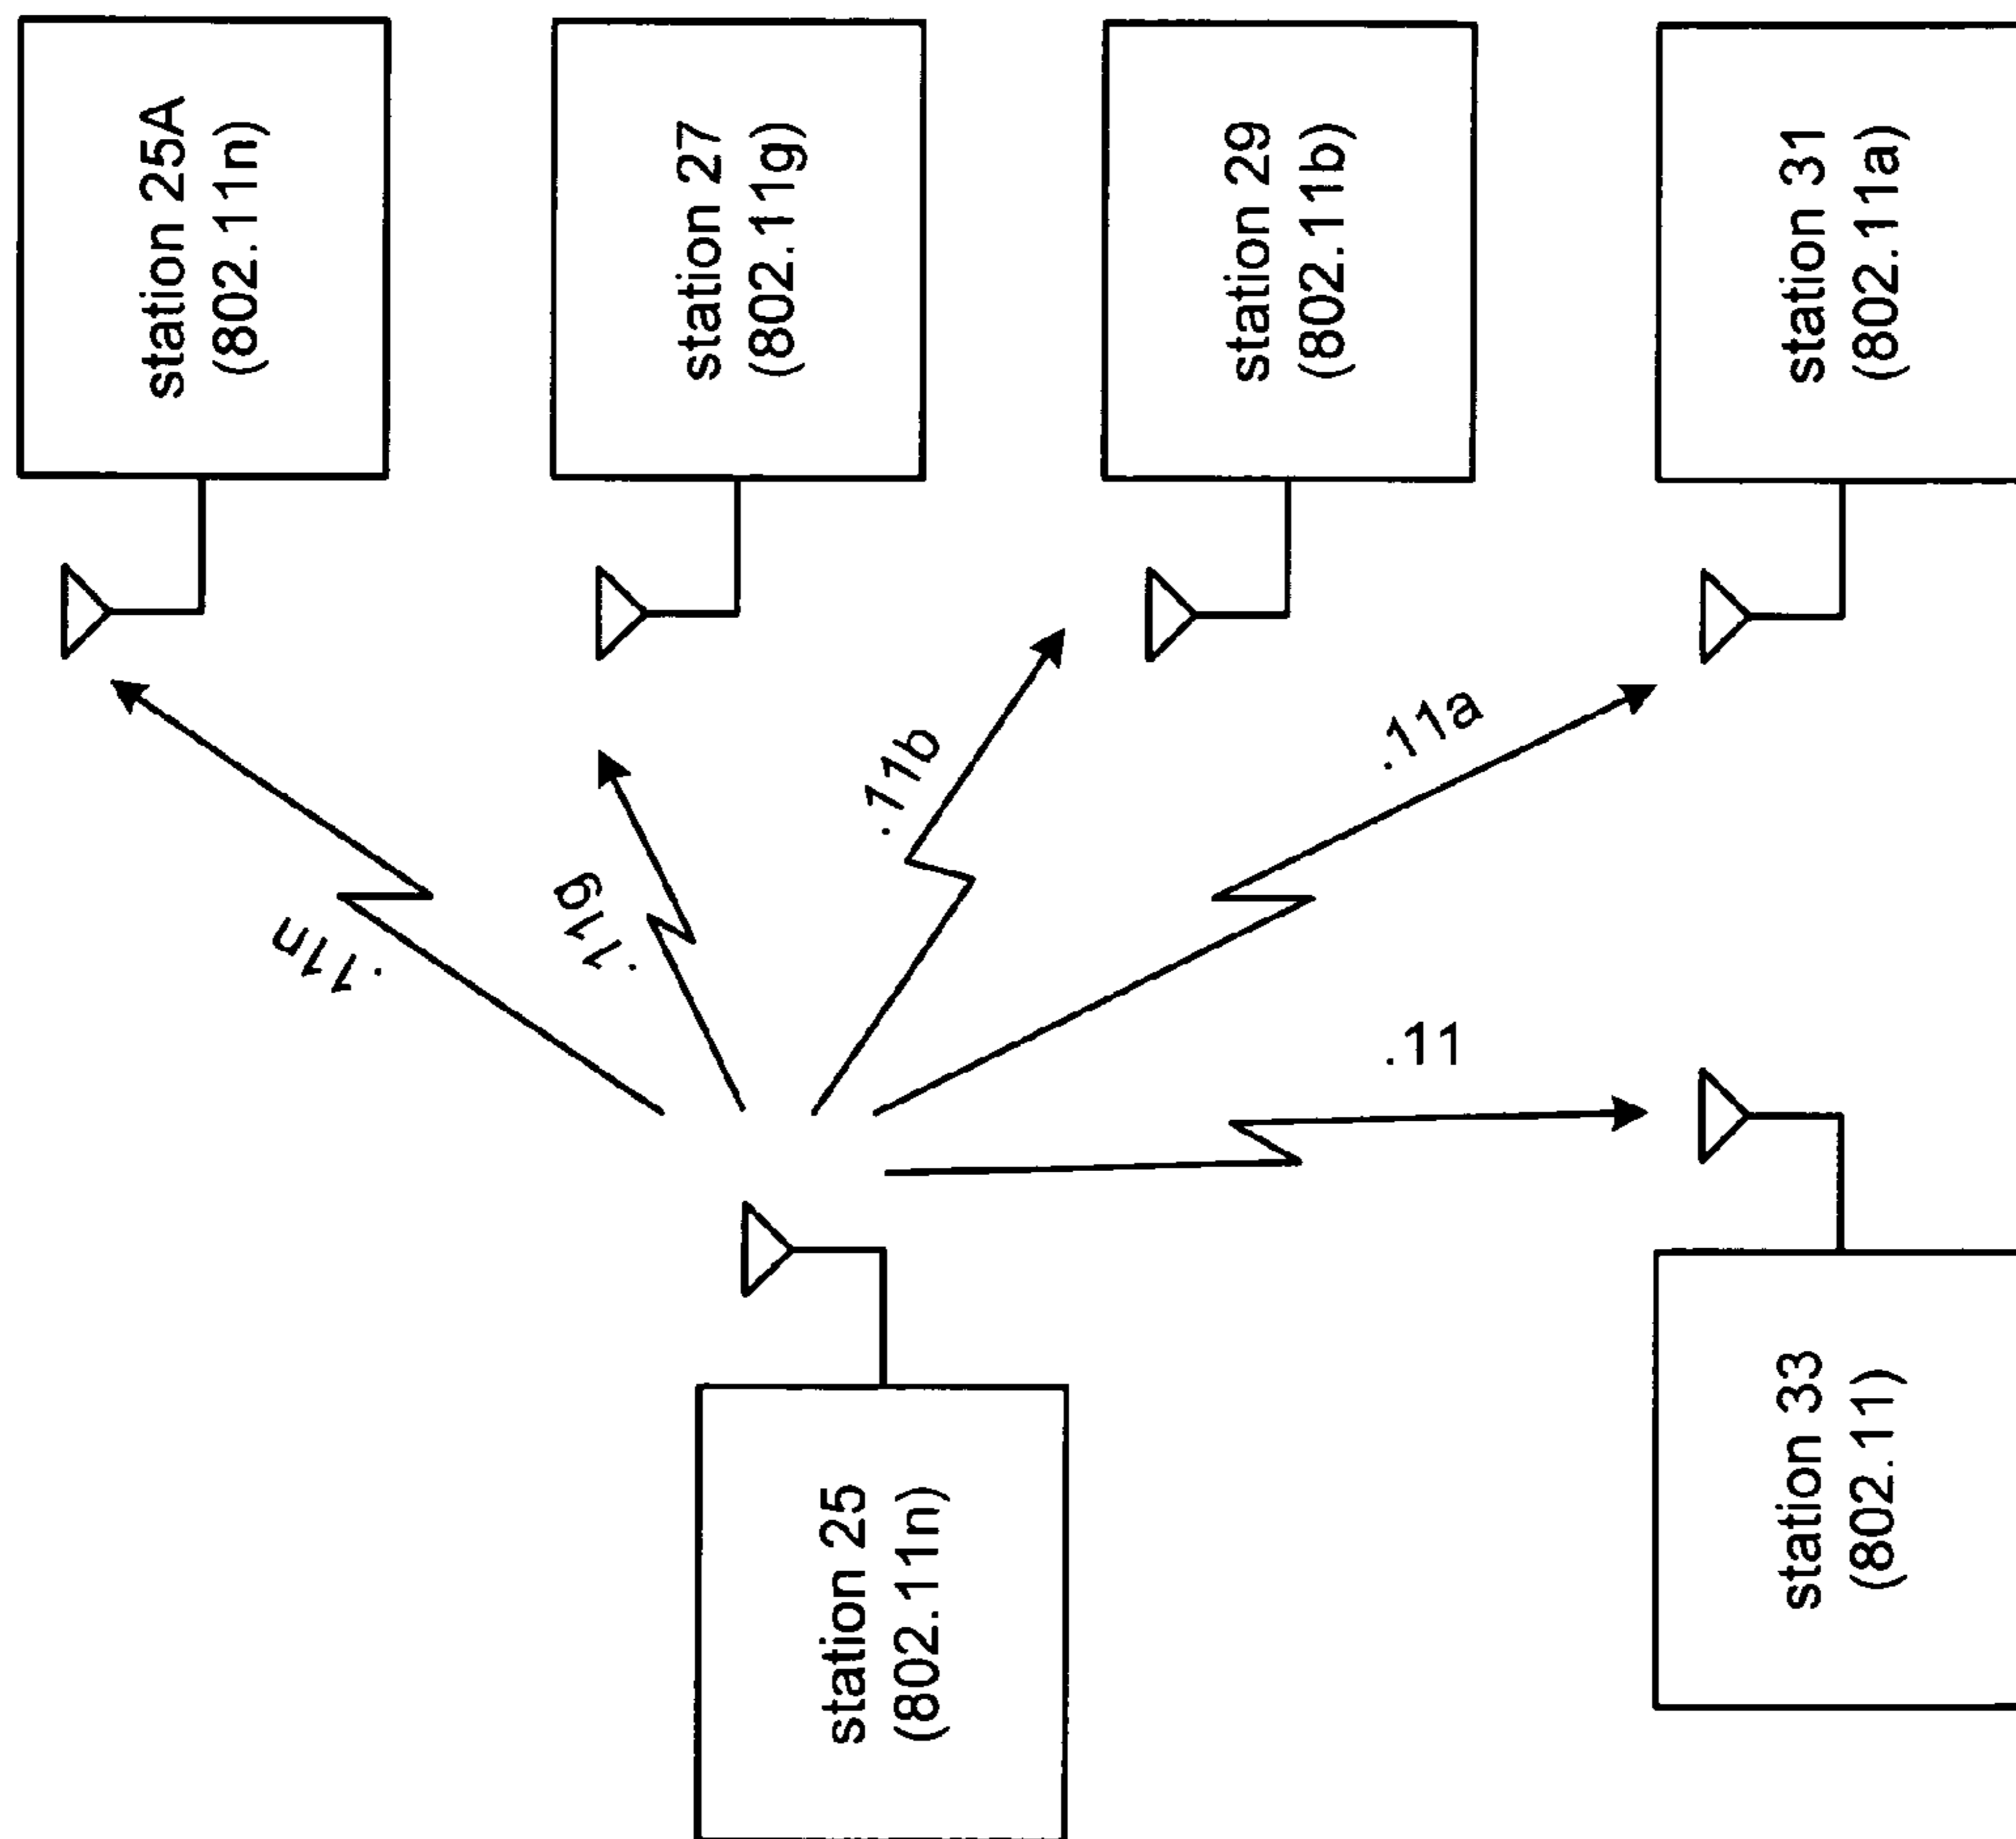 station 25A
(802.11n)
station 27
(802.11g)
station 29
(802.11b)
station 31
(802.11a)
.11n
.11g
.11b
.11a
.11
station 25
(802.11n)
station 33
(802.11)